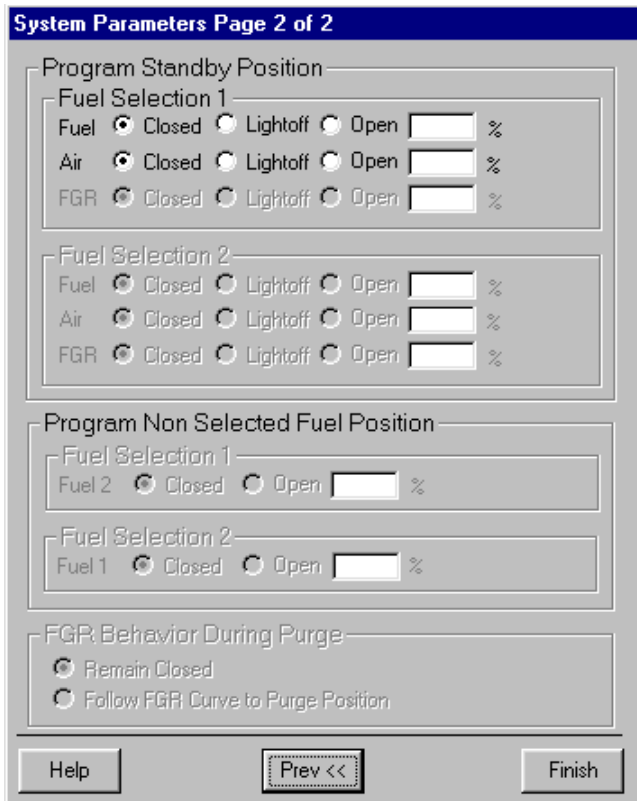 System Parameters Page 2 of 2
Program Standby Position
Fuel Selection 1
Fuel Closed Lightoff Open %
Air Closed Lightoff Open %
FGR Closed Lightoff Open %
Fuel Selection 2
Fuel Closed Lightoff Open %
Air Closed Lightoff Open %
FGR Closed Lightoff Open %
Program Non Selected Fuel Position
Fuel Selection 1
Fuel 2 Closed Open %
Fuel Selection 2
Fuel 1 Closed Open %
FGR Behavior During Purge
Remain Closed
Follow FGR Curve to Purge Position
Help Prev << Finish